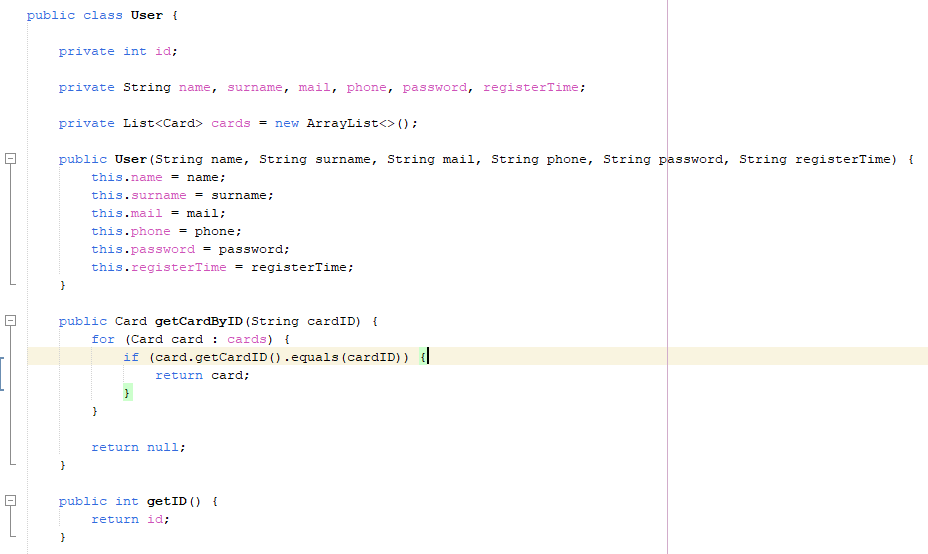 public class User {
private int id;
private String name, surname, mail, phone, password, registerTime;
private List<Card> cards = new ArrayList<>();
public User(String name, String surname, String mail, String phone, String password, String registerTime) {
this.name = name;
this.surname = surname;
this.mail = mail;
this.phone = phone;
this.password = password;
this.registerTime = registerTime;
}
public Card getCardByID(String cardID) {
for (Card card : cards) {
if (card.getCardID().equals(cardID)) {
return card;
}
}
return null;
}
public int getID() {
return id;
}